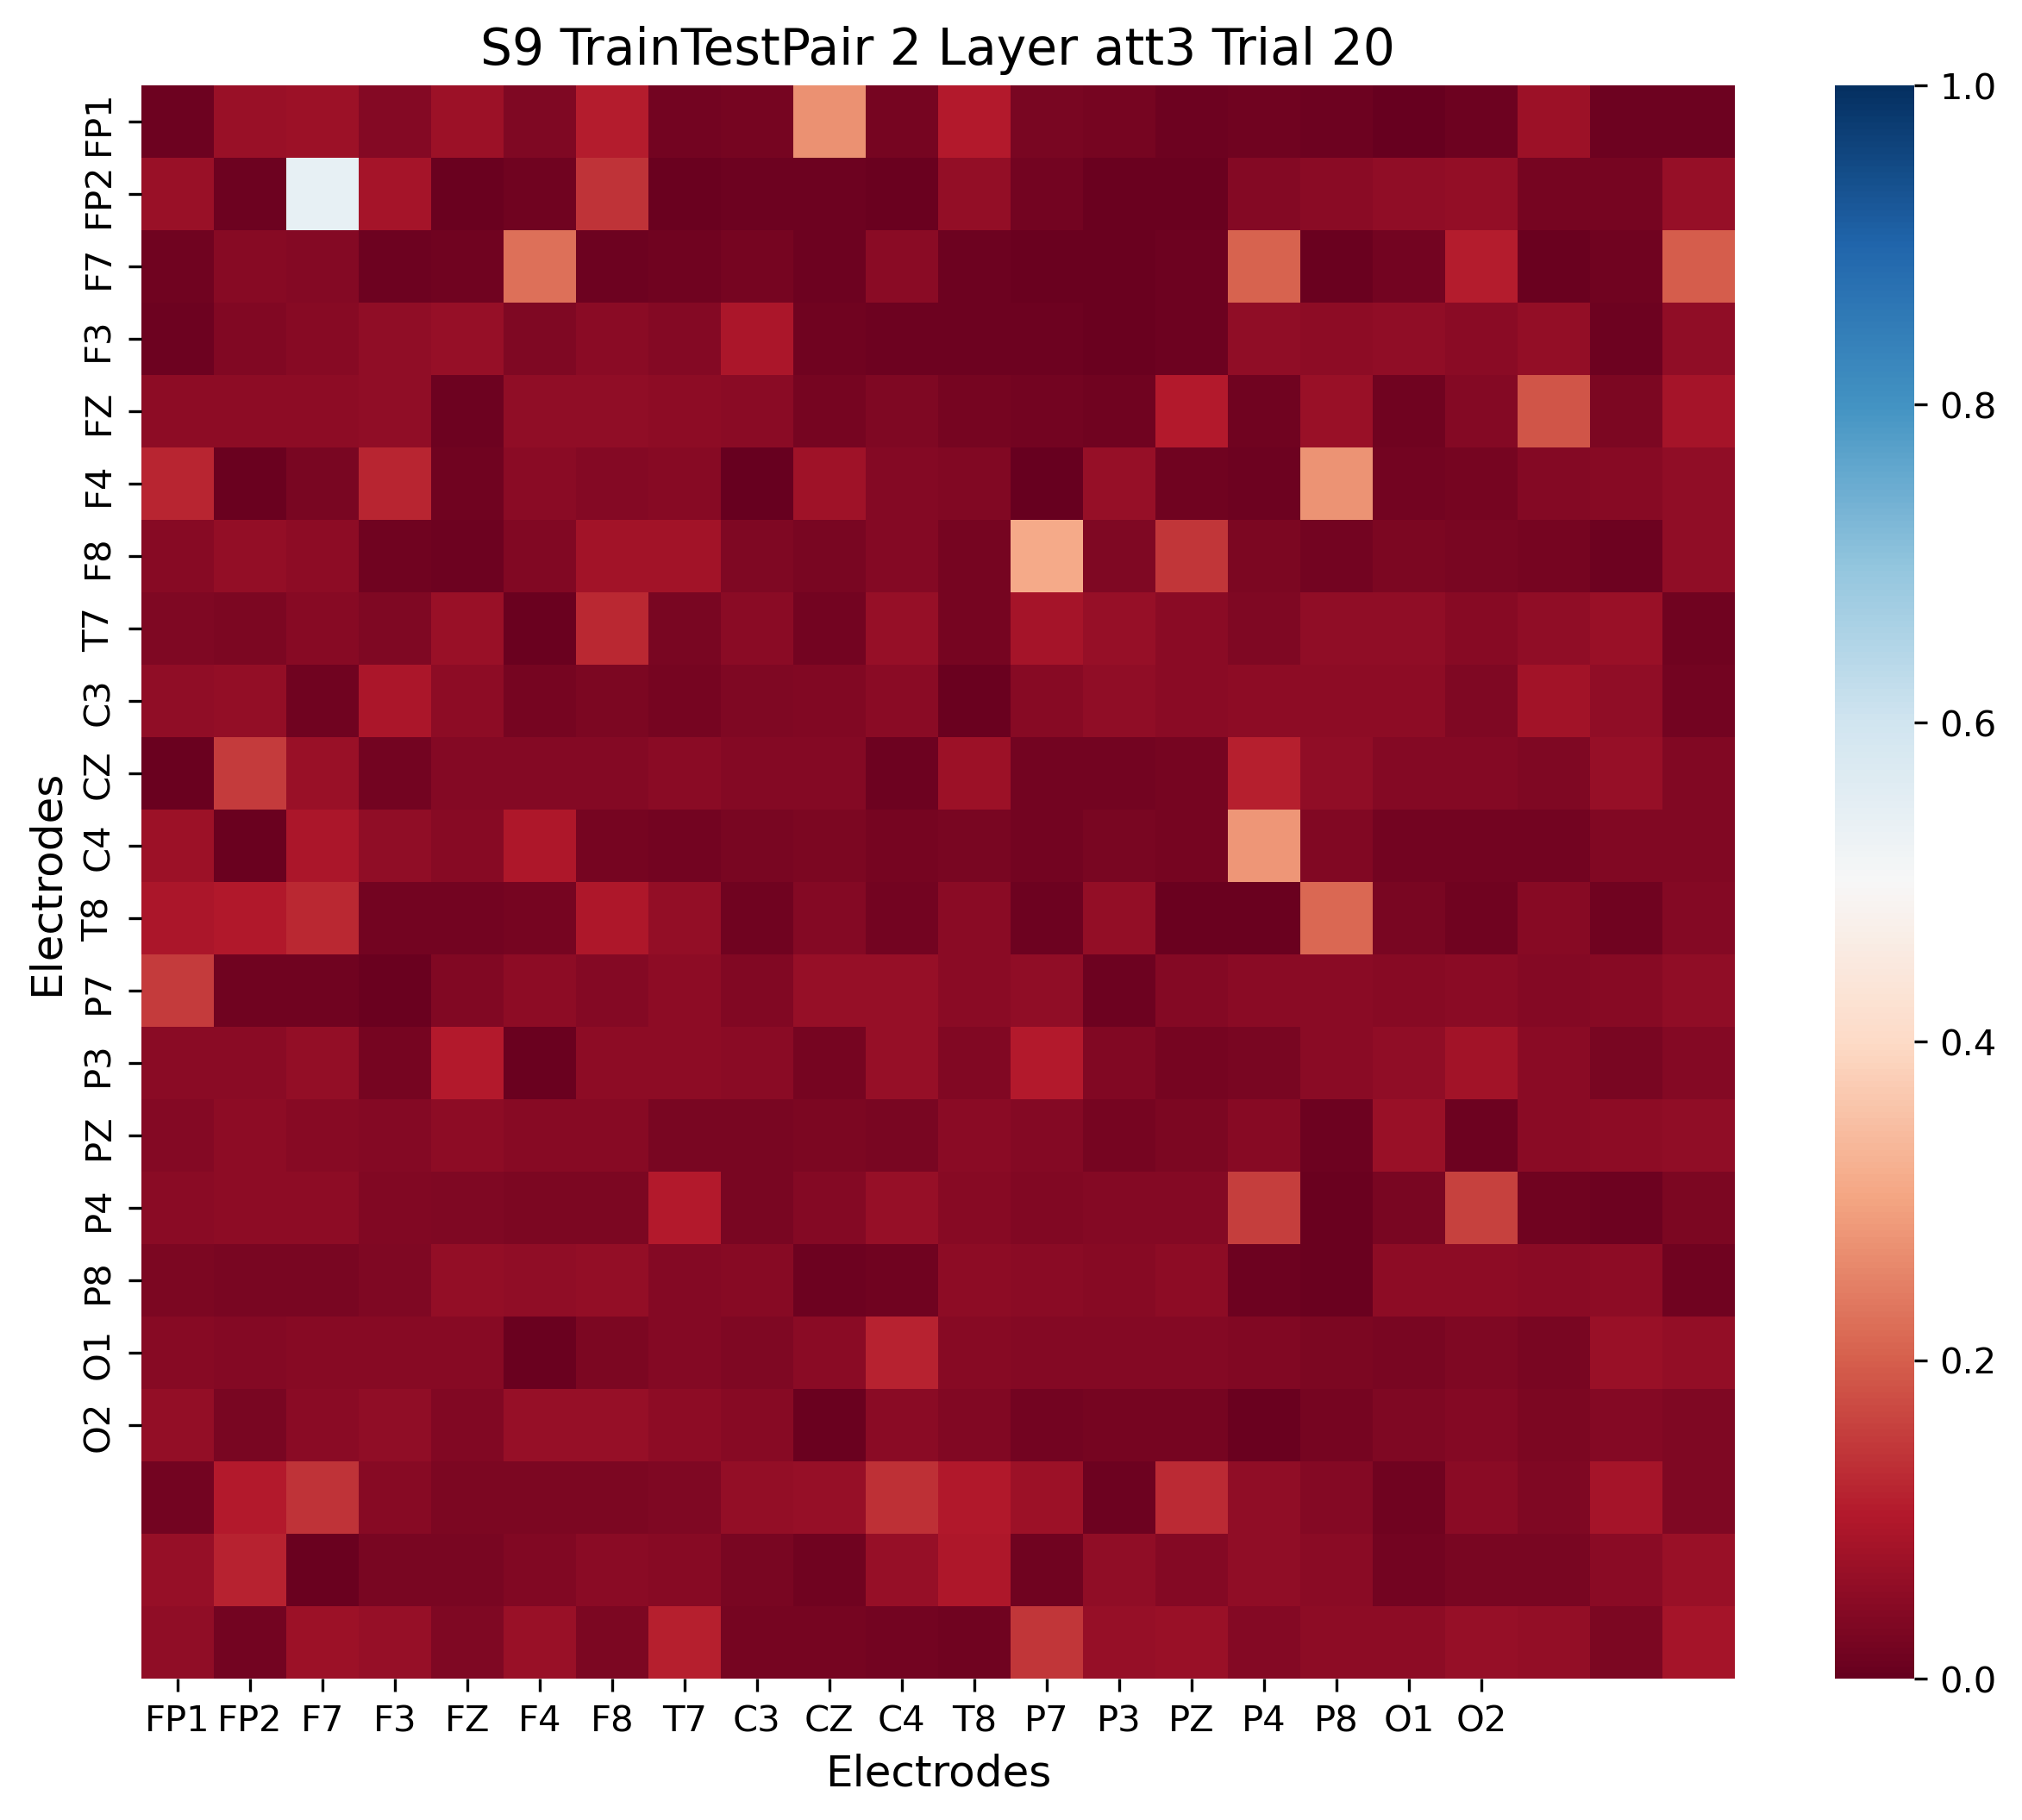 S9 TrainTestPair 2 Layer att3 Trial 20
Electrodes
FP1
FP2
F7
F3
FZ
F4
F8
T7
C3
CZ
C4
T8
P7
P3
PZ
P4
P8
O1
O2
FP1 FP2 F7 F3 FZ F4 F8 T7 C3 CZ C4 T8 P7 P3 PZ P4 P8 O1 O2
Electrodes
1.0
0.8
0.6
0.4
0.2
0.0